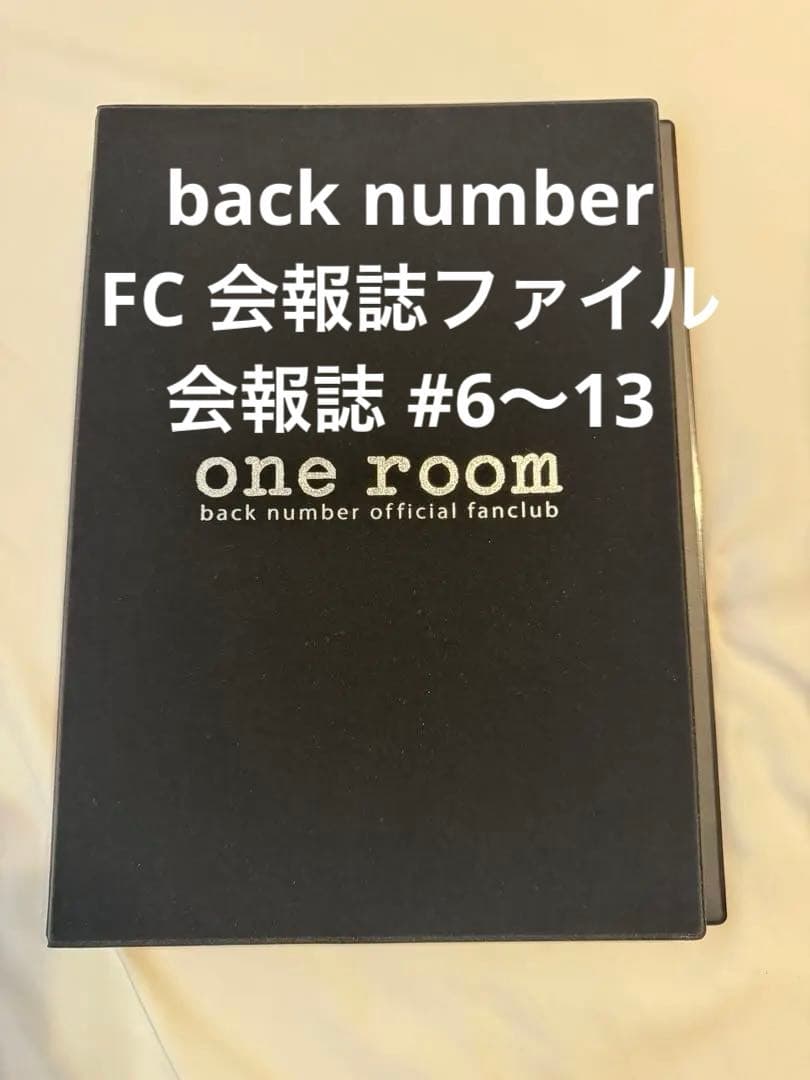 back number
FC 会報誌ファイル
会報誌 #6〜13
one room
back number official fanclub